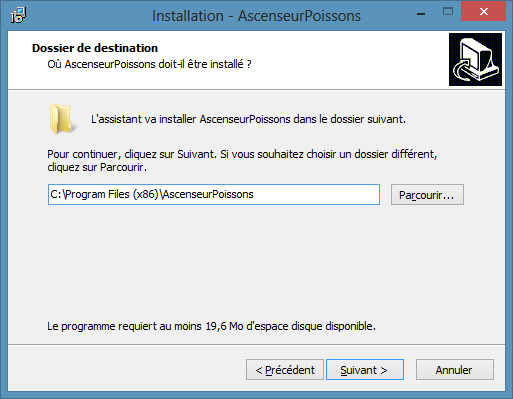 Installation - AscenseurPoissons
Dossier de destination
Où AscenseurPoissons doit-il être installé ?
L'assistant va installer AscenseurPoissons dans le dossier suivant.
Pour continuer, cliquez sur Suivant. Si vous souhaitez choisir un dossier différent,
cliquez sur Parcourir.
C:\Program Files (x86)\AscenseurPoissons
Parcourir...
Le programme requiert au moins 19,6 Mo d'espace disque disponible.
< Précédent
Suivant >
Annuler